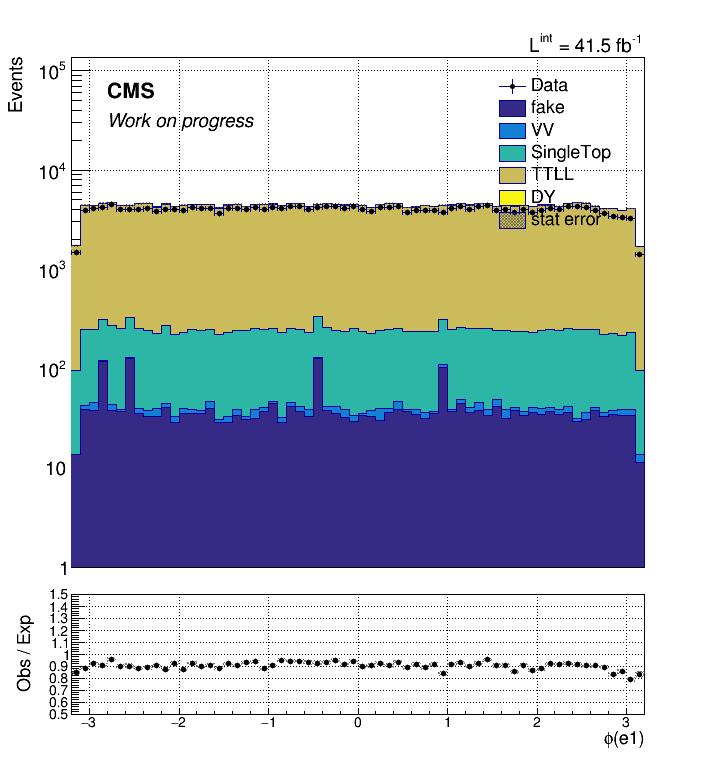 L^int = 41.5 fb^-1
Events
10^5
10^4
10^3
10^2
10
1
CMS
Work on progress
Data
fake
VV
SingleTop
TTLL
DY
stat error
Obs / Exp
1.5
1.4
1.3
1.2
1.1
1
0.9
0.8
0.7
0.6
0.5
−3 −2 −1 0 1 2 3
ϕ(e1)